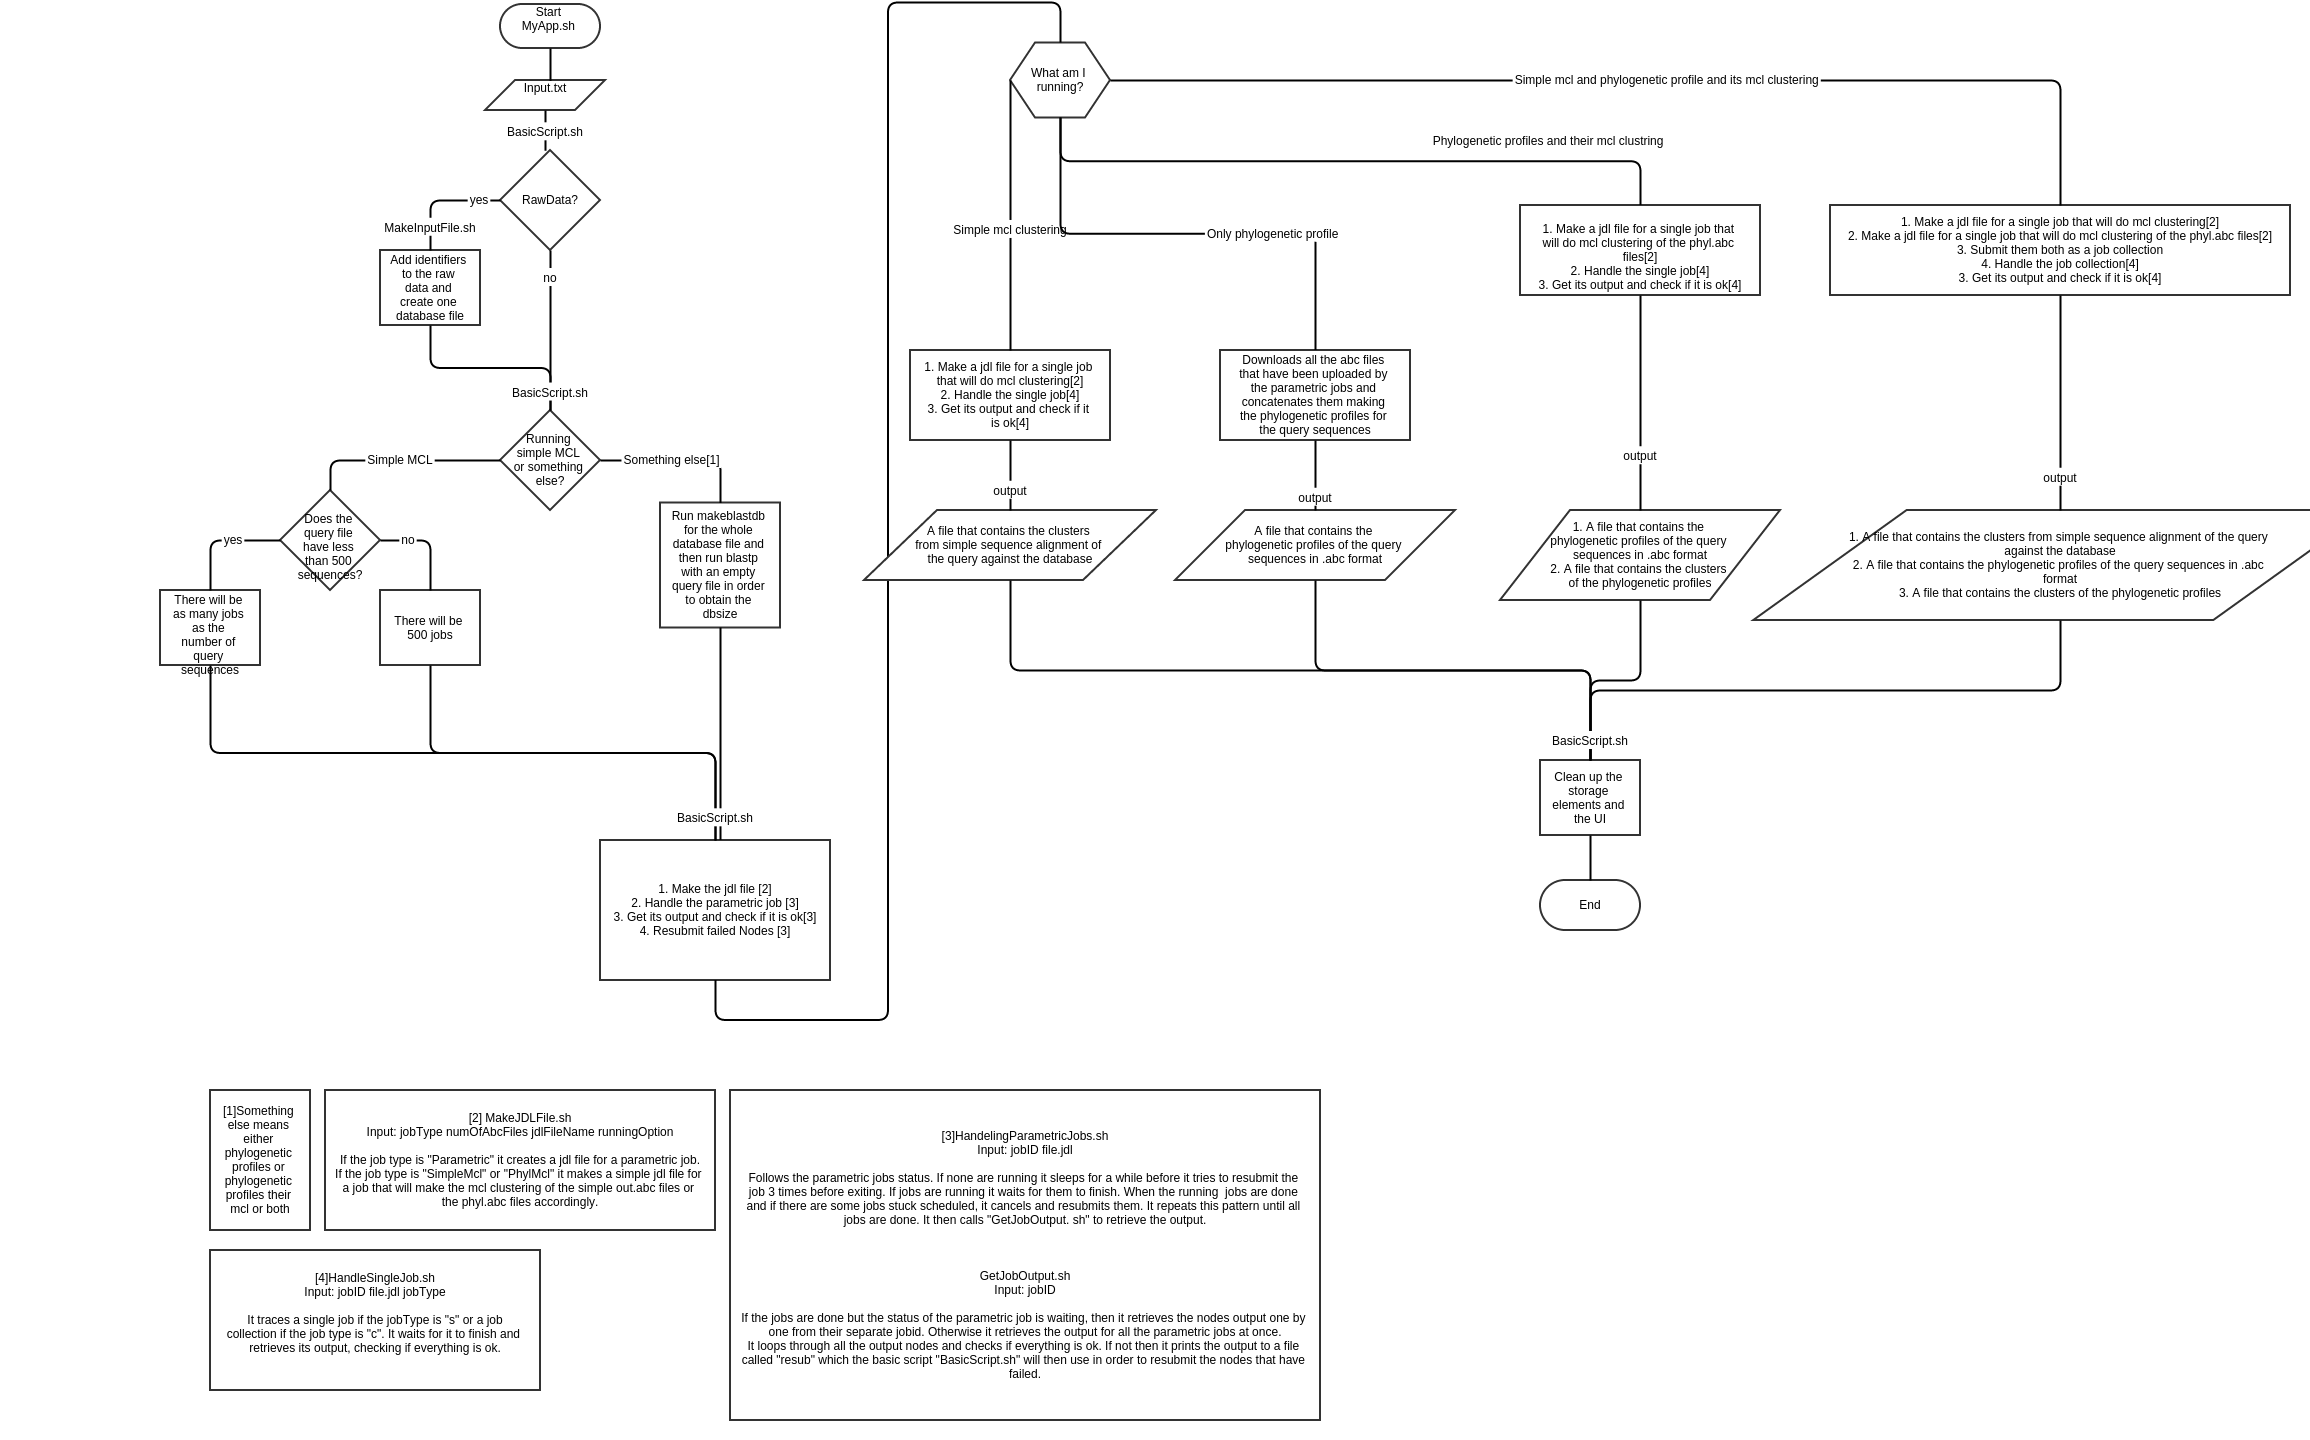 Start
MyApp.sh
Input.txt
BasicScript.sh
RawData?
yes
MakeInputFile.sh
Add identifiers
to the raw
data and
create one
database file
no
BasicScript.sh
Running
simple MCL
or something
else?
Simple MCL
Something else[1]
Does the
query file
have less
than 500
sequences?
yes
no
There will be
as many jobs
as the
number of
query
sequences
There will be
500 jobs
Run makeblastdb
for the whole
database file and
then run blastp
with an empty
query file in order
to obtain the
dbsize
BasicScript.sh
1. Make the jdl file [2]
2. Handle the parametric job [3]
3. Get its output and check if it is ok[3]
4. Resubmit failed Nodes [3]
What am I
running?
Simple mcl and phylogenetic profile and its mcl clustering
Phylogenetic profiles and their mcl clustring
Simple mcl clustering
Only phylogenetic profile
1. Make a jdl file for a single job
that will do mcl clustering[2]
2. Handle the single job[4]
3. Get its output and check if it
is ok[4]
Downloads all the abc files
that have been uploaded by
the parametric jobs and
concatenates them making
the phylogenetic profiles for
the query sequences
1. Make a jdl file for a single job that
will do mcl clustering of the phyl.abc
files[2]
2. Handle the single job[4]
3. Get its output and check if it is ok[4]
1. Make a jdl file for a single job that will do mcl clustering[2]
2. Make a jdl file for a single job that will do mcl clustering of the phyl.abc files[2]
3. Submit them both as a job collection
4. Handle the job collection[4]
3. Get its output and check if it is ok[4]
output
output
output
output
A file that contains the clusters
from simple sequence alignment of
the query against the database
A file that contains the
phylogenetic profiles of the query
sequences in .abc format
1. A file that contains the
phylogenetic profiles of the query
sequences in .abc format
2. A file that contains the clusters
of the phylogenetic profiles
1. A file that contains the clusters from simple sequence alignment of the query
against the database
2. A file that contains the phylogenetic profiles of the query sequences in .abc
format
3. A file that contains the clusters of the phylogenetic profiles
BasicScript.sh
Clean up the
storage
elements and
the UI
End
[1]Something
else means
either
phylogenetic
profiles or
phylogenetic
profiles their
mcl or both
[2] MakeJDLFile.sh
Input: jobType numOfAbcFiles jdlFileName runningOption
If the job type is "Parametric" it creates a jdl file for a parametric job.
If the job type is "SimpleMcl" or "PhylMcl" it makes a simple jdl file for
a job that will make the mcl clustering of the simple out.abc files or
the phyl.abc files accordingly.
[3]HandelingParametricJobs.sh
Input: jobID file.jdl
Follows the parametric jobs status. If none are running it sleeps for a while before it tries to resubmit the
job 3 times before exiting. If jobs are running it waits for them to finish. When the running  jobs are done
and if there are some jobs stuck scheduled, it cancels and resubmits them. It repeats this pattern until all
jobs are done. It then calls "GetJobOutput. sh" to retrieve the output.
GetJobOutput.sh
Input: jobID
If the jobs are done but the status of the parametric job is waiting, then it retrieves the nodes output one by
one from their separate jobid. Otherwise it retrieves the output for all the parametric jobs at once.
It loops through all the output nodes and checks if everything is ok. If not then it prints the output to a file
called "resub" which the basic script "BasicScript.sh" will then use in order to resubmit the nodes that have
failed.
[4]HandleSingleJob.sh
Input: jobID file.jdl jobType
It traces a single job if the jobType is "s" or a job
collection if the job type is "c". It waits for it to finish and
retrieves its output, checking if everything is ok.